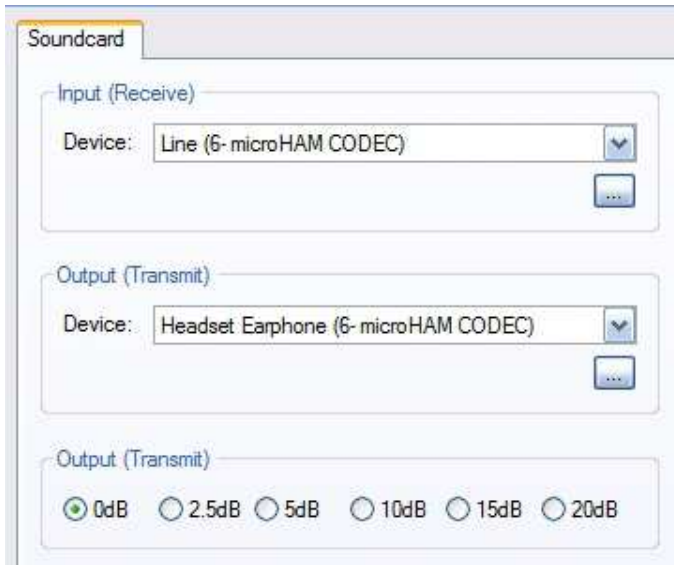 Soundcard
Input (Receive)
Device: Line (6- microHAM CODEC)
...
Output (Transmit)
Device: Headset Earphone (6- microHAM CODEC)
...
Output (Transmit)
0dB 2.5dB 5dB 10dB 15dB 20dB